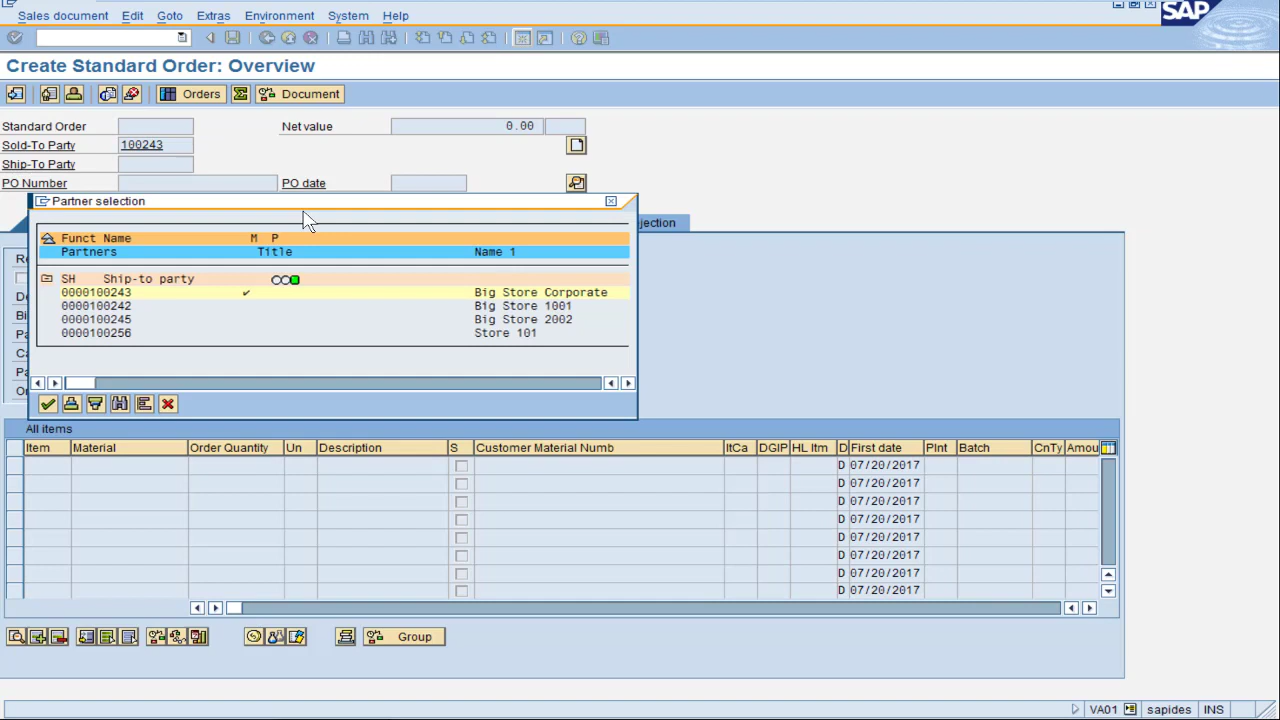 Sales document Edit Goto Extras Environment System Help
SAP
Create Standard Order: Overview
Orders Document
Standard Order Net value 0.00
Sold-To Party 100243
Ship-To Party
PO Number PO date
Partner selection
jection
Funct Name M P
Partners Title Name 1
SH Ship-to party
0000100243 Big Store Corporate
0000100242 Big Store 1001
0000100245 Big Store 2002
0000100256 Store 101
All items
Item Material Order Quantity Un Description S Customer Material Numb ItCa DGIP HL Itm D First date Plnt Batch CnTy Amou
D 07/20/2017
D 07/20/2017
D 07/20/2017
D 07/20/2017
D 07/20/2017
D 07/20/2017
D 07/20/2017
D 07/20/2017
Group
VA01 sapides INS